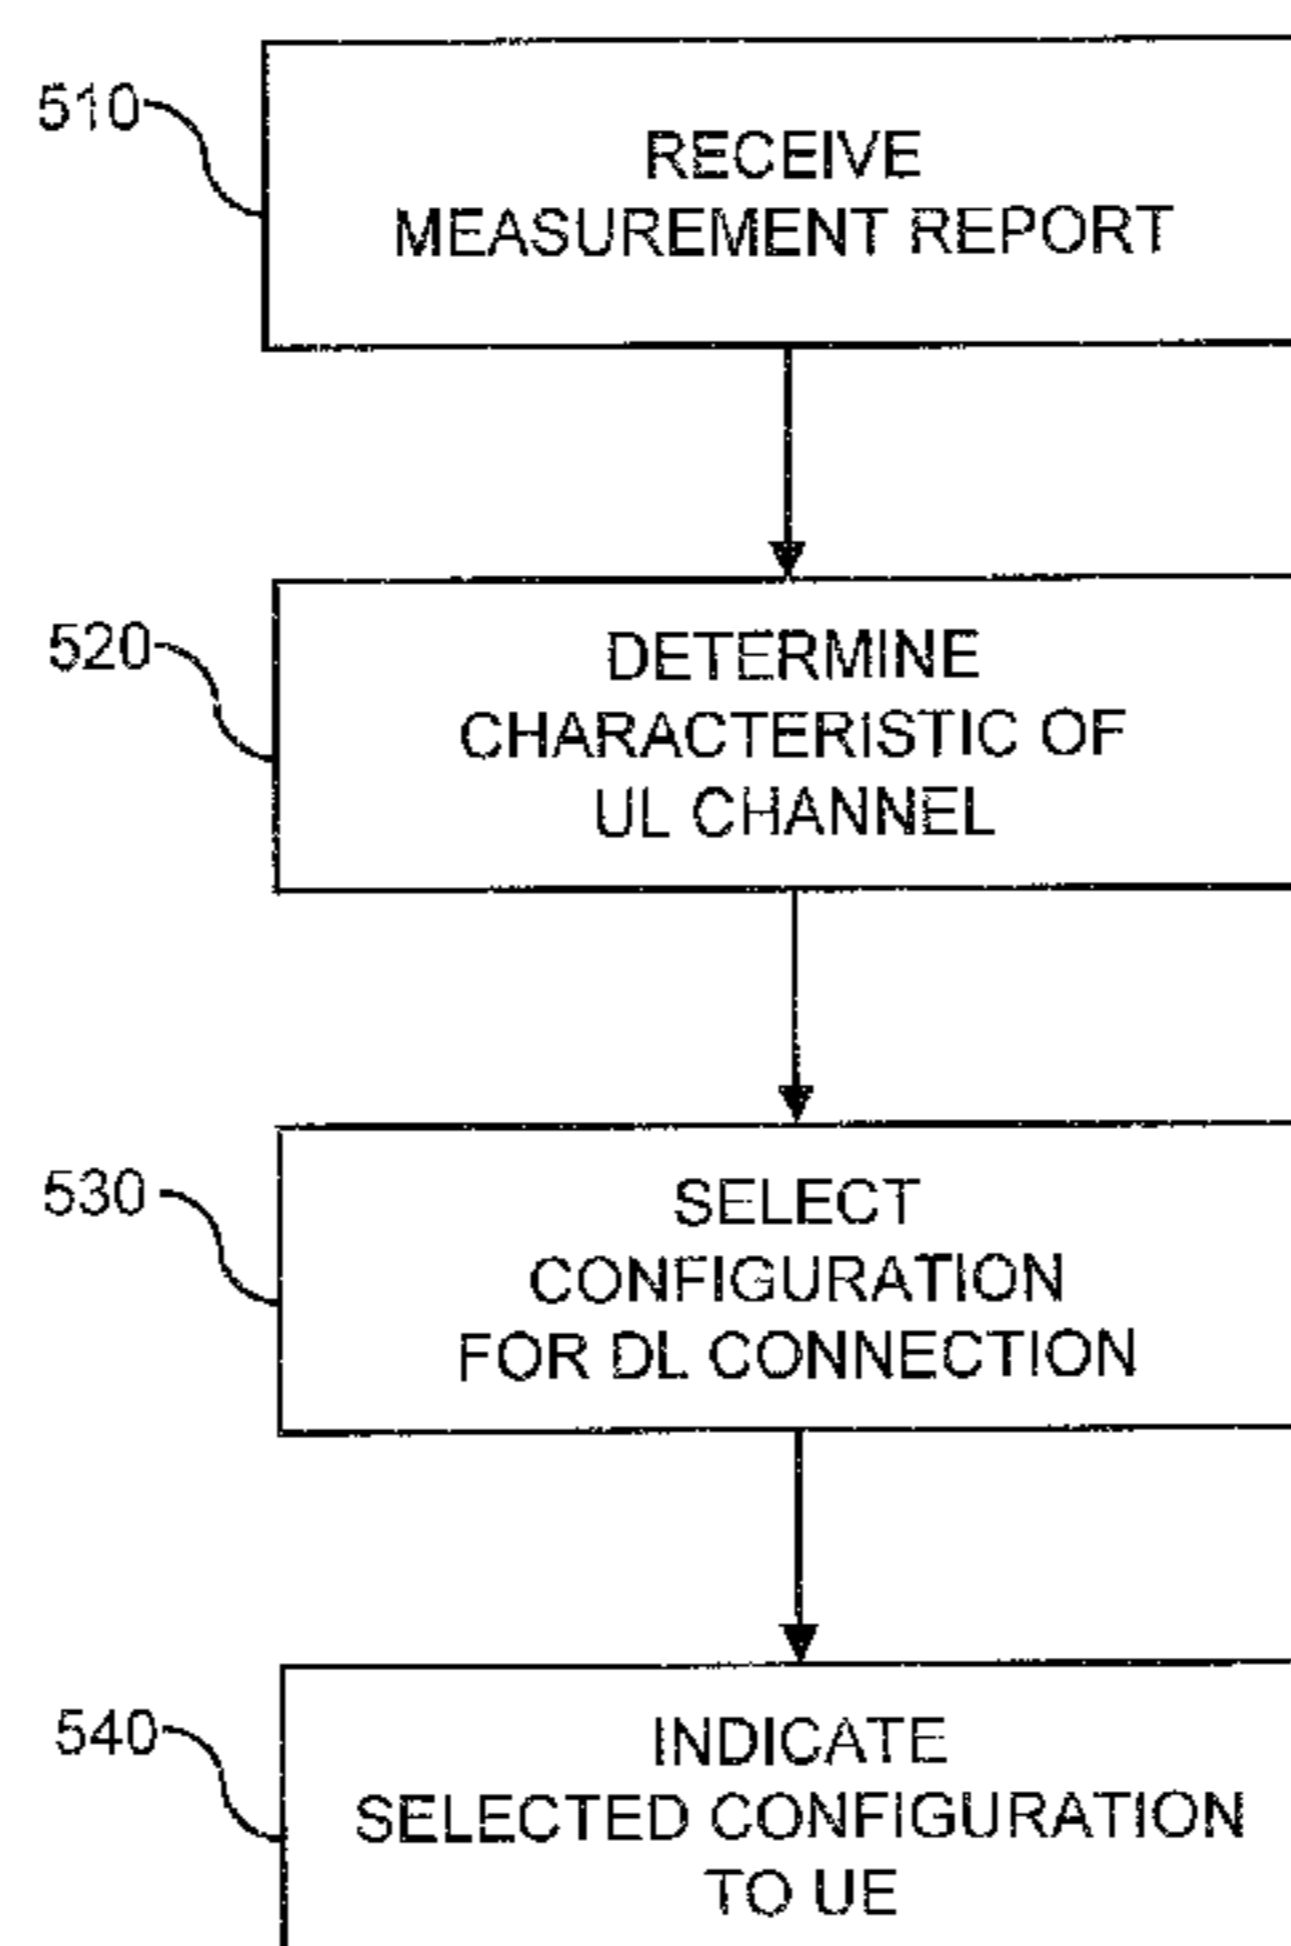 510
RECEIVE
MEASUREMENT REPORT
520
DETERMINE
CHARACTERISTIC OF
UL CHANNEL
530
SELECT
CONFIGURATION
FOR DL CONNECTION
540
INDICATE
SELECTED CONFIGURATION
TO UE